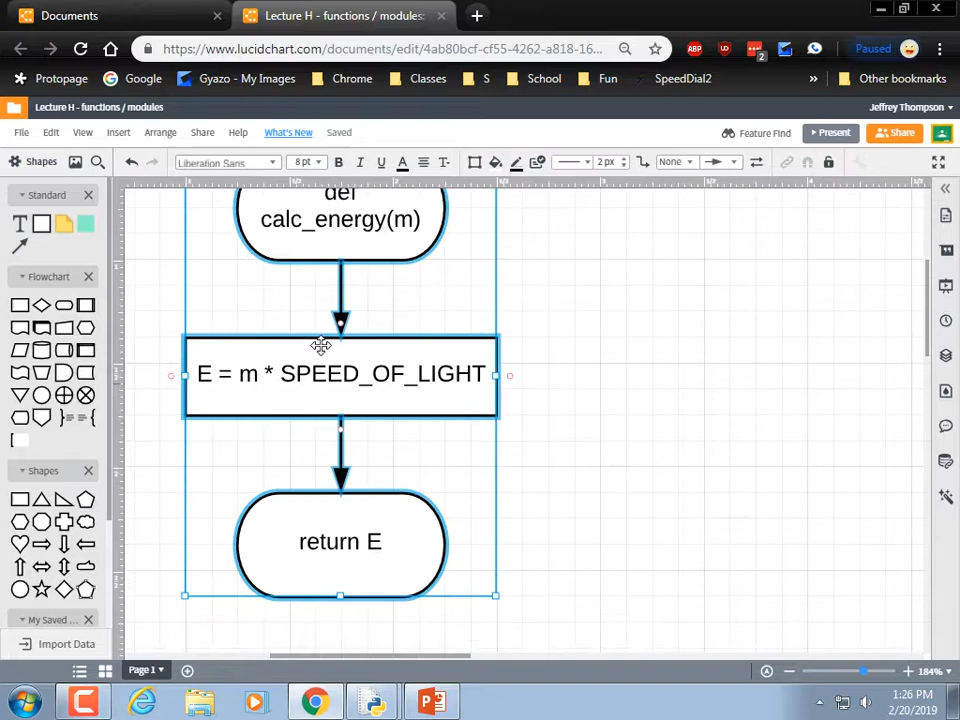 Documents
Lecture H - functions / modules:
https://www.lucidchart.com/documents/edit/4ab80bcf-cf55-4262-a818-16...
ABP
2
Paused
Protopage
Google
Gyazo - My Images
Chrome
Classes
S
School
Fun
SpeedDial2
»
Other bookmarks
Lecture H - functions / modules
Jeffrey Thompson
File Edit View Insert Arrange Share Help What's New Saved
Feature Find
Present
Share
Shapes
Liberation Sans
8 pt
B I U A
2 px
None
Standard
T
Flowchart
Shapes
My Saved ...
Import Data
def
calc_energy(m)
E = m * SPEED_OF_LIGHT
return E
Page 1
184%
1:26 PM
2/20/2019